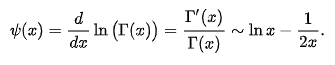 ψ(x) = d/dx ln(Γ(x)) = Γ′(x)/Γ(x) ∼ ln x − 1/2x.